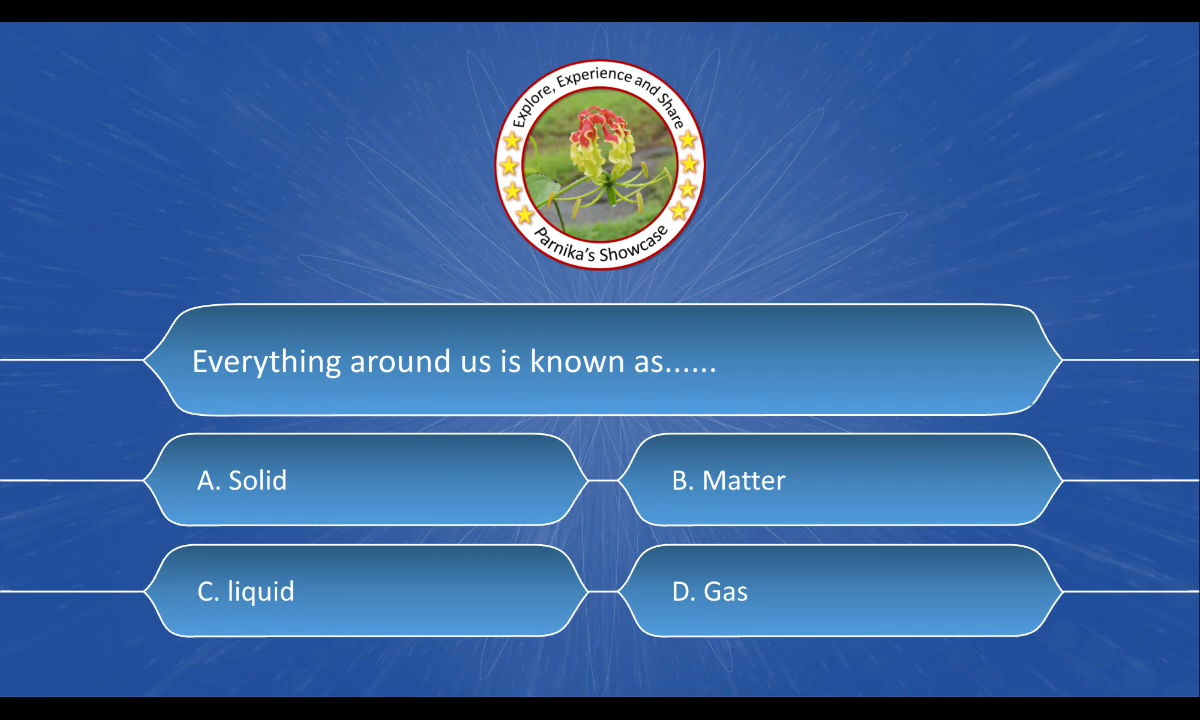 Explore, Experience and Share
Parnika's Showcase
Everything around us is known as......
A. Solid
B. Matter
C. liquid
D. Gas